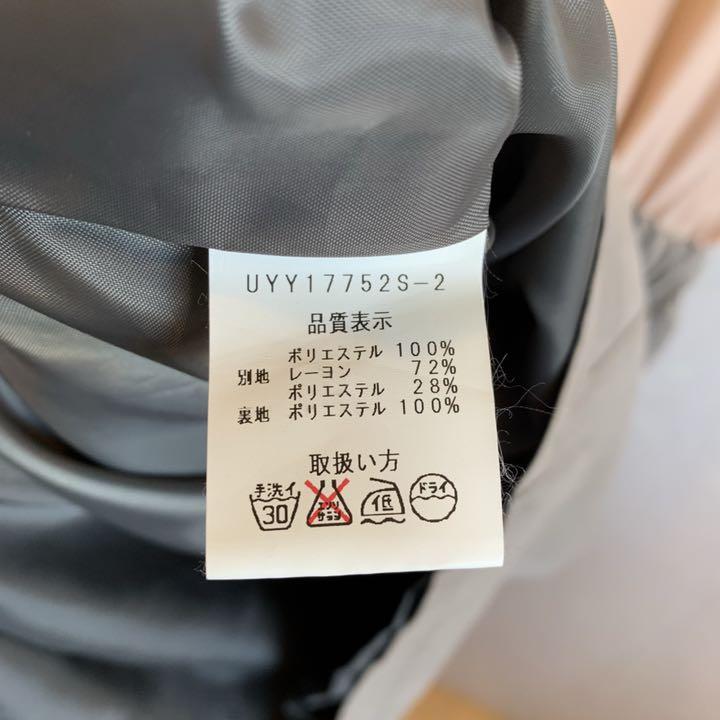 UYY17752S-2
品質表示
ポリエステル 100%
別地 レーヨン 72%
ポリエステル 28%
裏地 ポリエステル 100%
取扱い方
手洗イ 30 エンソ サラシ 低 ドライ